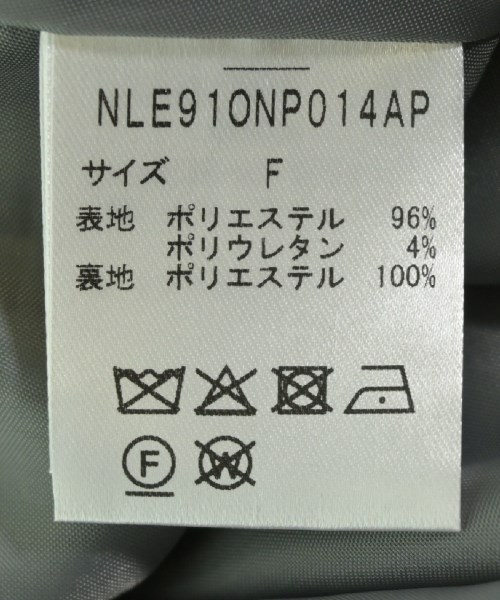 NLE910NP014AP
サイズ F
表地 ポリエステル 96%
ポリウレタン 4%
裏地 ポリエステル 100%
F
W